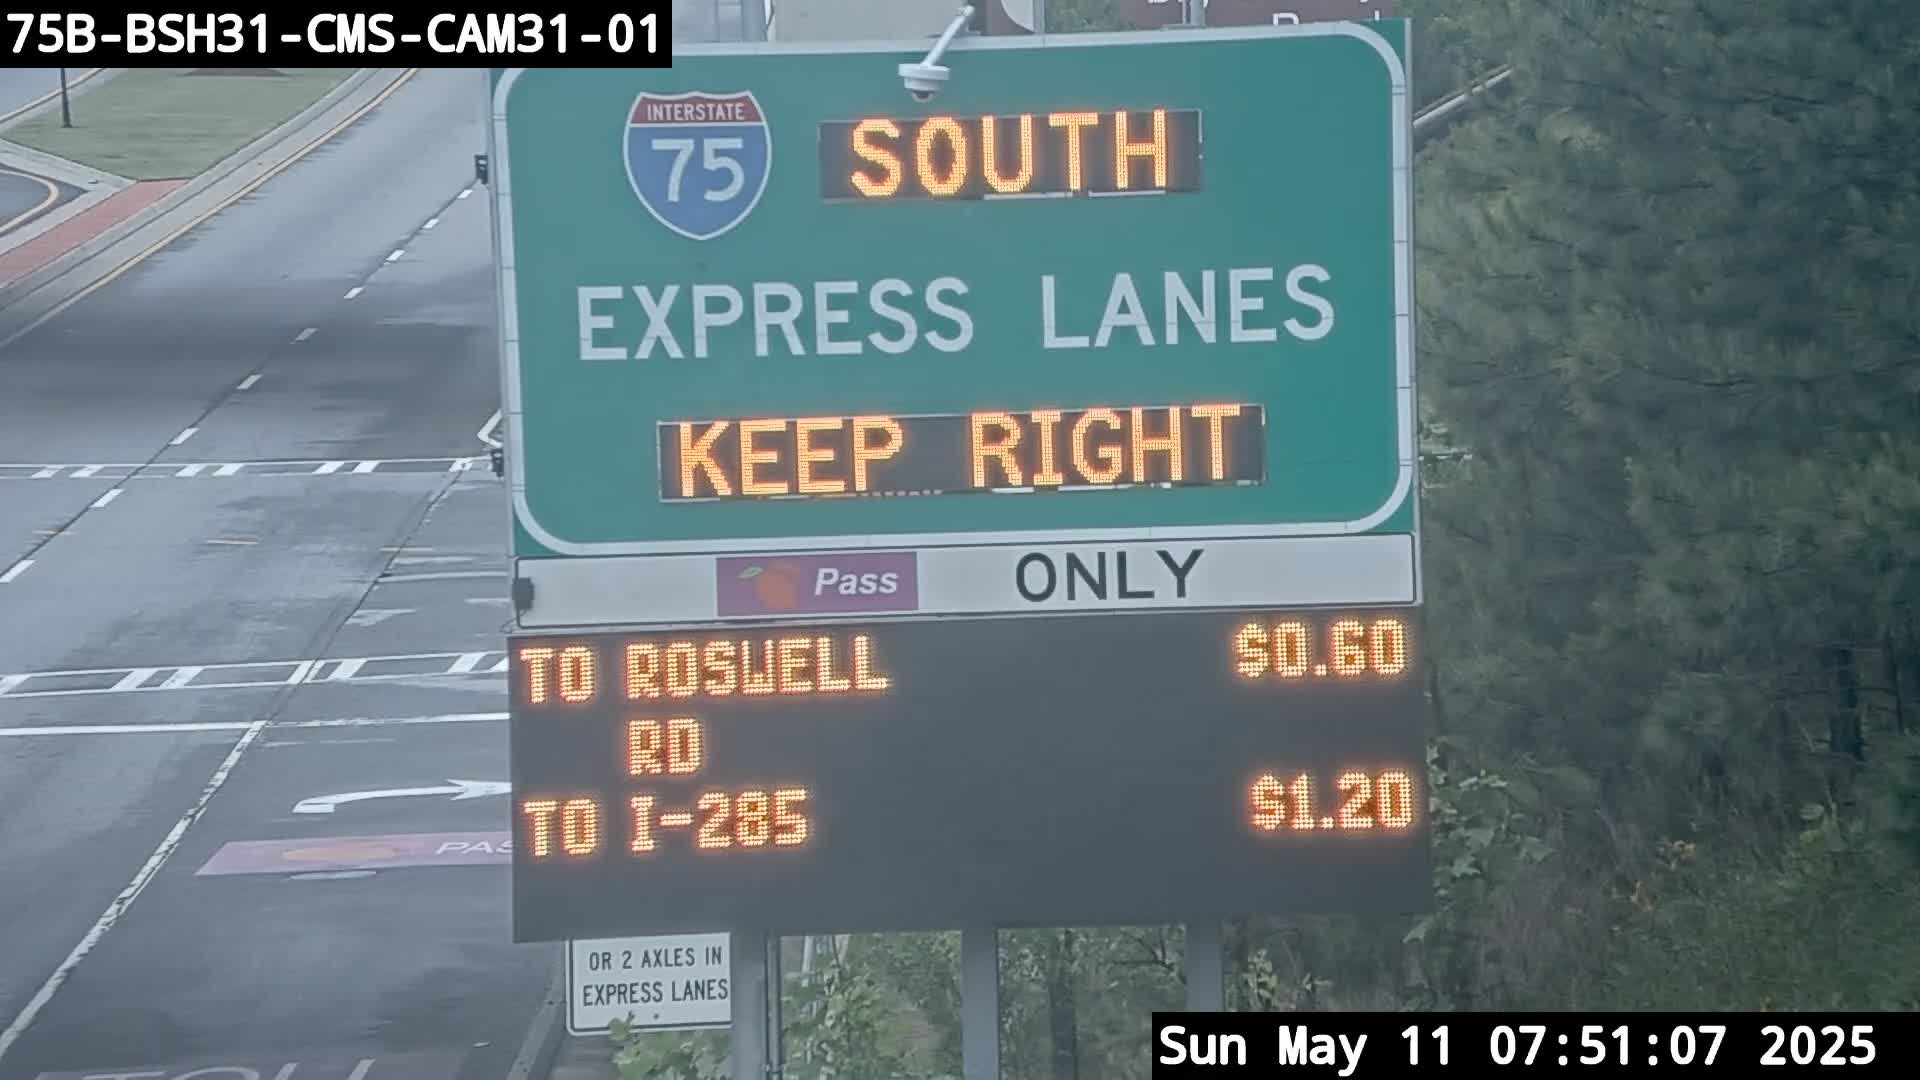 75B-BSH31-CMS-CAM31-01
INTERSTATE
75
SOUTH
EXPRESS LANES
KEEP RIGHT
Pass ONLY
TO ROSWELL $0.60
RD
TO I-285 $1.20
OR 2 AXLES IN
EXPRESS LANES
TOLL
Sun May 11 07:51:07 2025